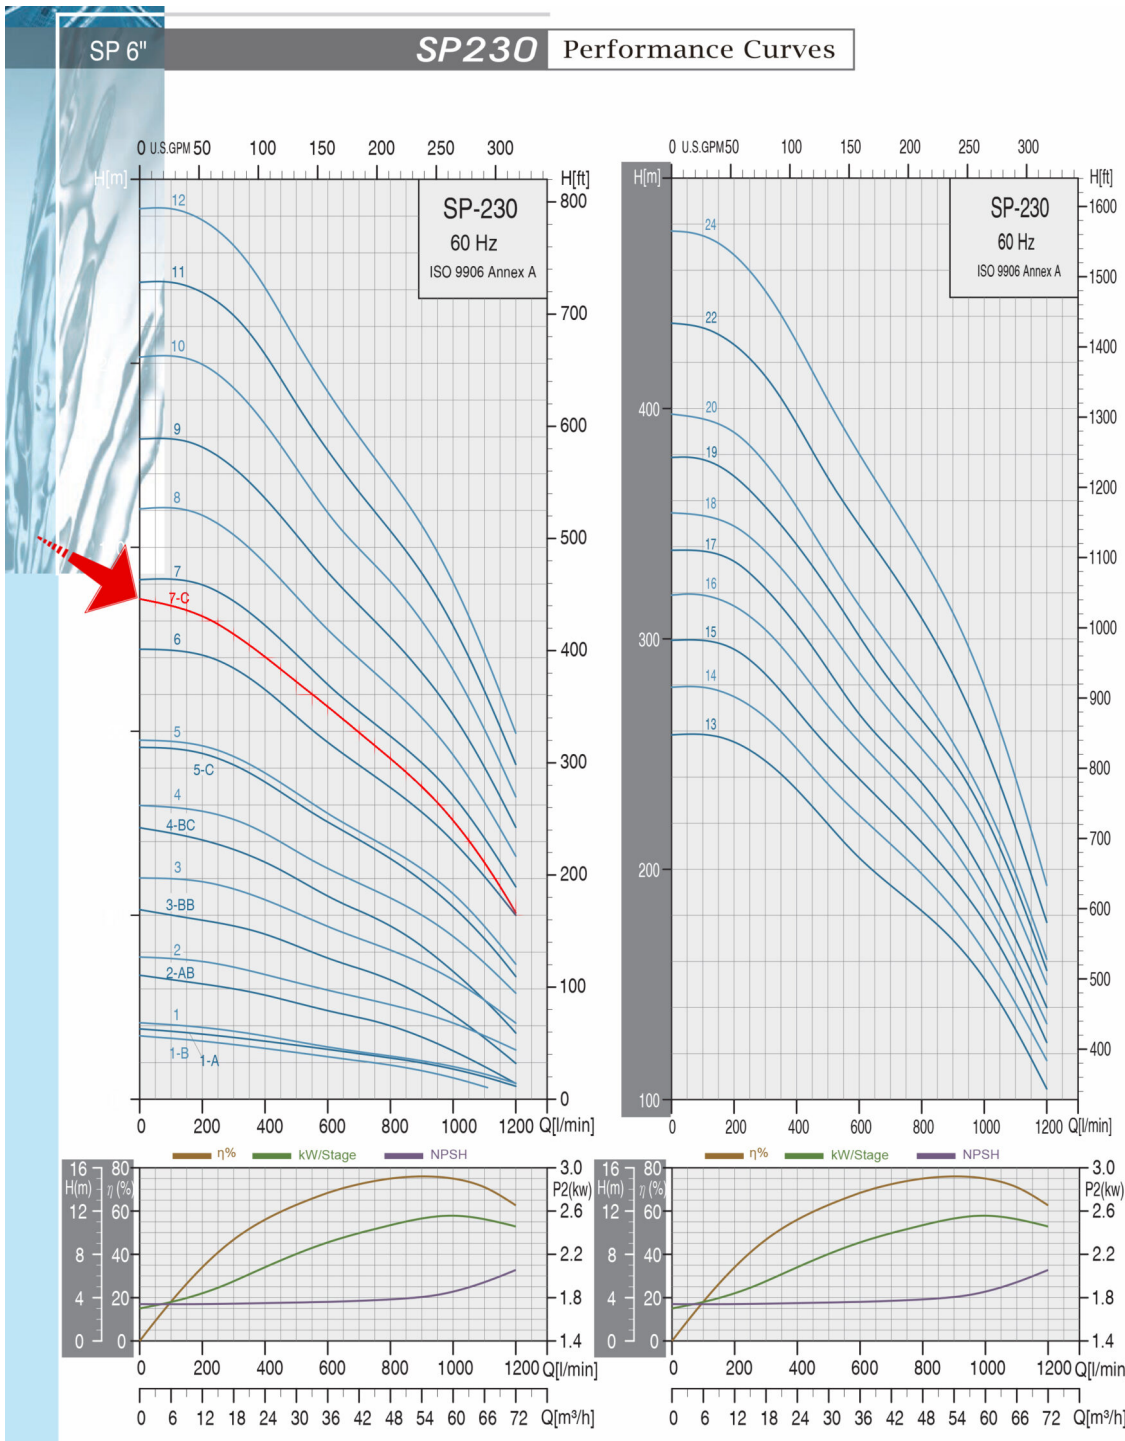 SP 6"
SP230 Performance Curves
0 U.S.GPM 50 100 150 200 250 300
H[m] H[ft]
SP-230
60 Hz
ISO 9906 Annex A
800
700
600
500
400
300
200
100
0
12
11
10
9
8
7
7-C
6
5
5-C
4
4-BC
3
3-BB
2
2-AB
1
1-B 1-A
0 200 400 600 800 1000 1200 Q[l/min]
0 U.S.GPM 50 100 150 200 250 300
H[m] H[ft]
SP-230
60 Hz
ISO 9906 Annex A
400
300
200
100
1600
1500
1400
1300
1200
1100
1000
900
800
700
600
500
400
24
22
20
19
18
17
16
15
14
13
0 200 400 600 800 1000 1200 Q[l/min]
η% kW/Stage NPSH
16 80 3.0
H(m) η (%) P2(kw)
12 60 2.6
8 40 2.2
4 20 1.8
0 0 1.4
0 200 400 600 800 1000 1200 Q[l/min]
0 6 12 18 24 30 36 42 48 54 60 66 72 Q[m³/h]
η% kW/Stage NPSH
16 80 3.0
H(m) η (%) P2(kw)
12 60 2.6
8 40 2.2
4 20 1.8
0 0 1.4
0 200 400 600 800 1000 1200 Q[l/min]
0 6 12 18 24 30 36 42 48 54 60 66 72 Q[m³/h]